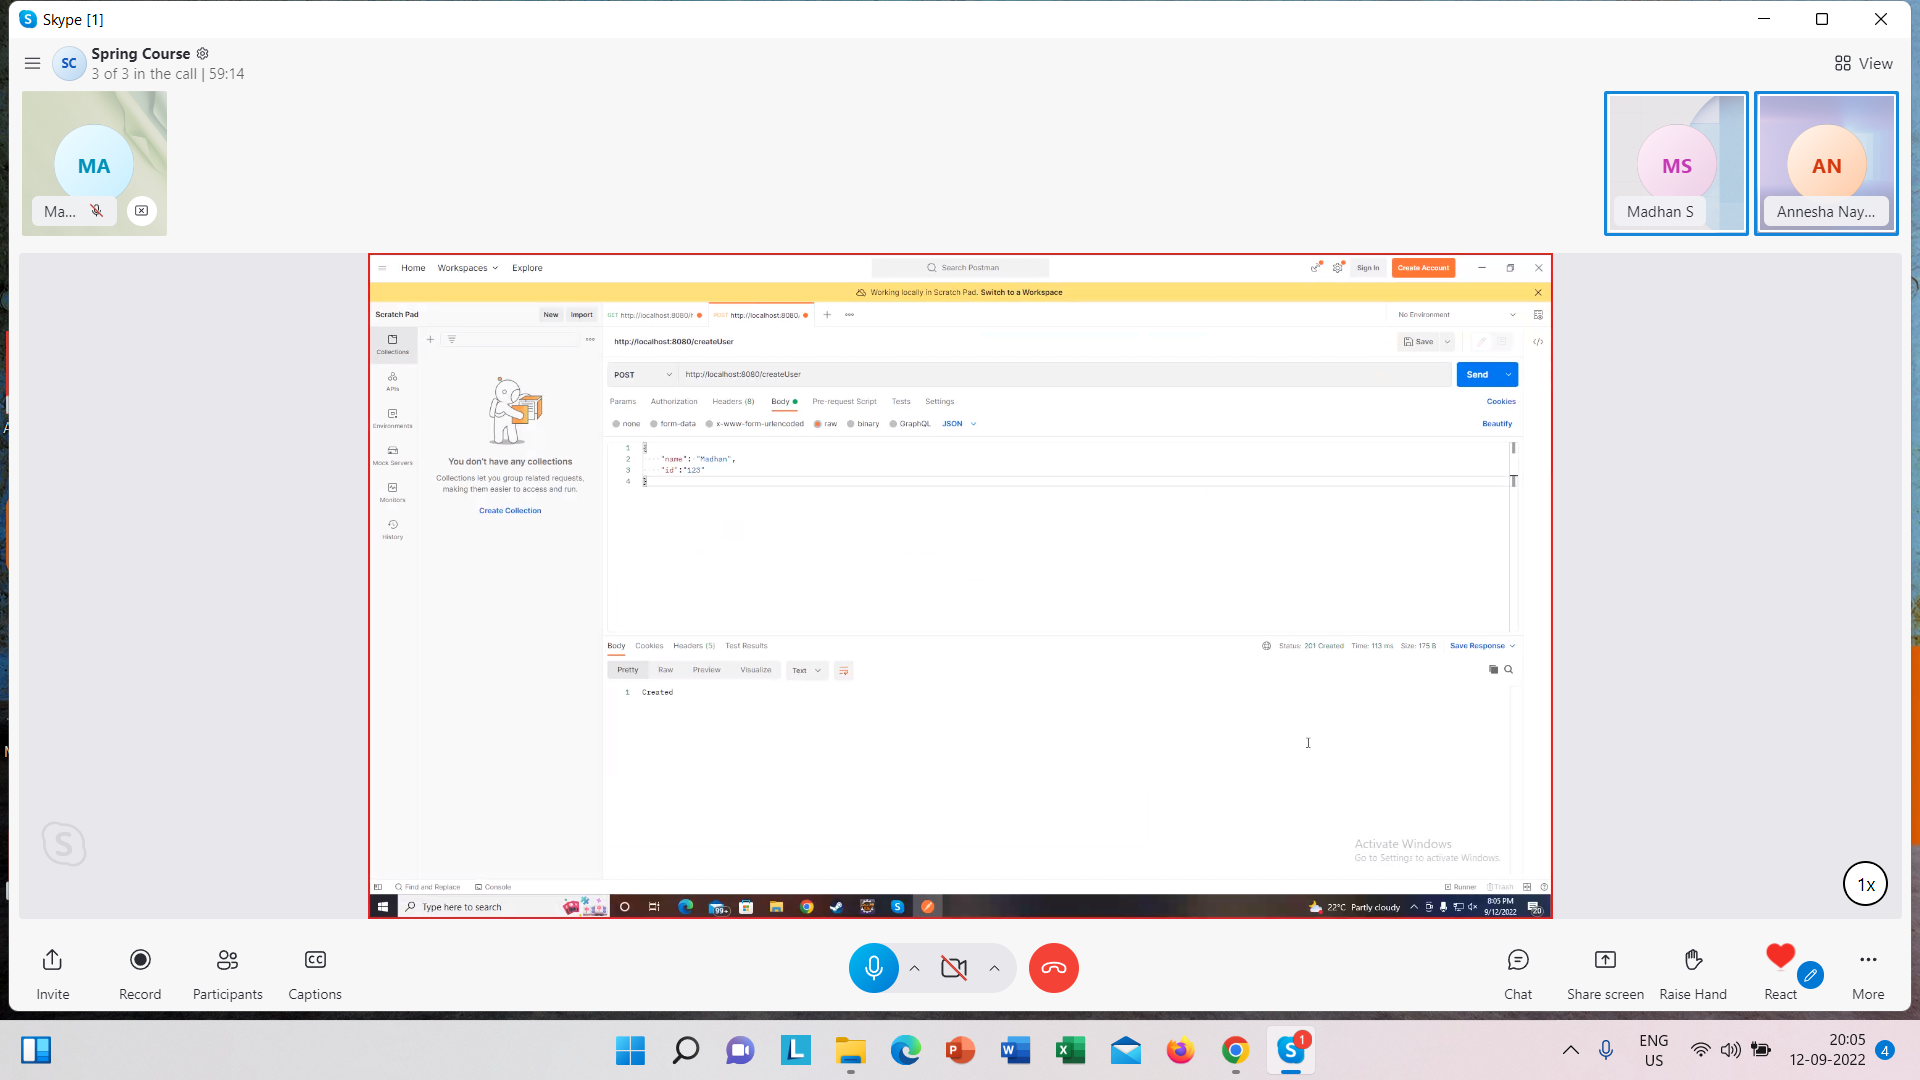 Skype [1]
SC
Spring Course
3 of 3 in the call | 59:14
View
MA
Ma...
MS
Madhan S
AN
Annesha Nay...
Home Workspaces Explore
Search Postman
Sign In Create Account
Working locally in Scratch Pad. Switch to a Workspace
Scratch Pad New Import
GET http://localhost:8080/
POST http://localhost:8080/
No Environment
Collections
APIs
Environments
Mock Servers
Monitors
History
You don't have any collections
Collections let you group related requests,
making them easier to access and run.
Create Collection
http://localhost:8080/createUser
Save
POST http://localhost:8080/createUser
Send
Params Authorization Headers (8) Body Pre-request Script Tests Settings
Cookies
none form-data x-www-form-urlencoded raw binary GraphQL JSON
Beautify
1 {
2 "name": "Madhan",
3 "id":"123"
4 }
Body Cookies Headers (5) Test Results
Status: 201 Created Time: 113 ms Size: 175 B Save Response
Pretty Raw Preview Visualize Text
1 Created
Activate Windows
Go to Settings to activate Windows.
Find and Replace Console
Runner Trash
Type here to search
99+
22°C Partly cloudy
8:05 PM
9/12/2022
20
1x
Invite
Record
Participants
Captions
Chat
Share screen
Raise Hand
React
More
1
ENG
US
20:05
12-09-2022
4